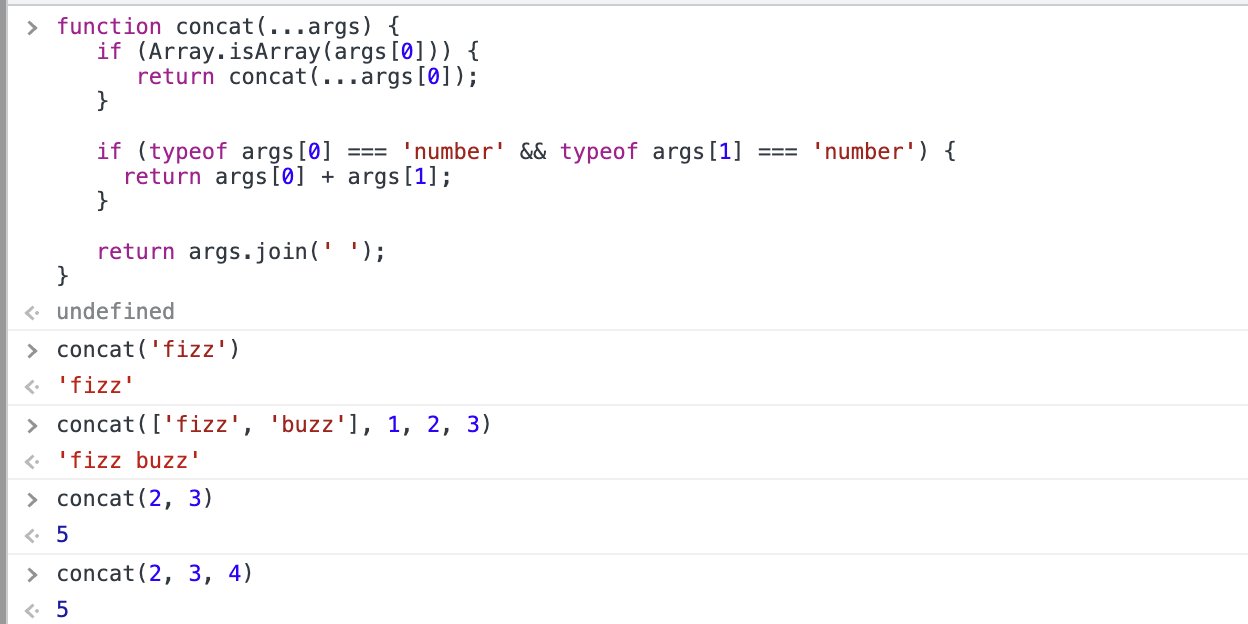 > function concat(...args) {
if (Array.isArray(args[0])) {
return concat(...args[0]);
}
if (typeof args[0] === 'number' && typeof args[1] === 'number') {
return args[0] + args[1];
}
return args.join(' ');
}
<· undefined
> concat('fizz')
<· 'fizz'
> concat(['fizz', 'buzz'], 1, 2, 3)
<· 'fizz buzz'
> concat(2, 3)
<· 5
> concat(2, 3, 4)
<· 5